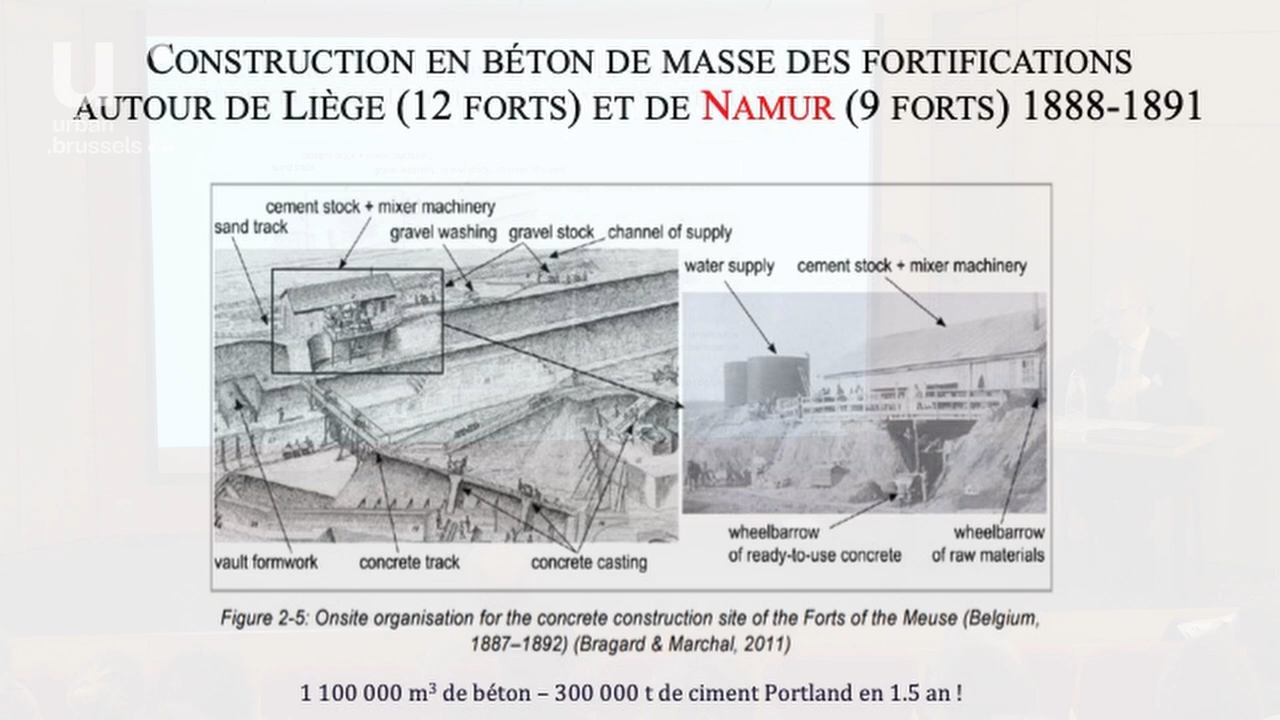 CONSTRUCTION EN BÉTON DE MASSE DES FORTIFICATIONS
AUTOUR DE LIÈGE (12 FORTS) ET DE NAMUR (9 FORTS) 1888-1891
urban
.brussels
cement stock + mixer machinery
sand track
gravel washing
gravel stock
channel of supply
water supply
cement stock + mixer machinery
wheelbarrow
of ready-to-use concrete
wheelbarrow
of raw materials
vault formwork
concrete track
concrete casting
Figure 2-5: Onsite organisation for the concrete construction site of the Forts of the Meuse (Belgium,
1887–1892) (Bragard & Marchal, 2011)
1 100 000 m³ de béton – 300 000 t de ciment Portland en 1.5 an !